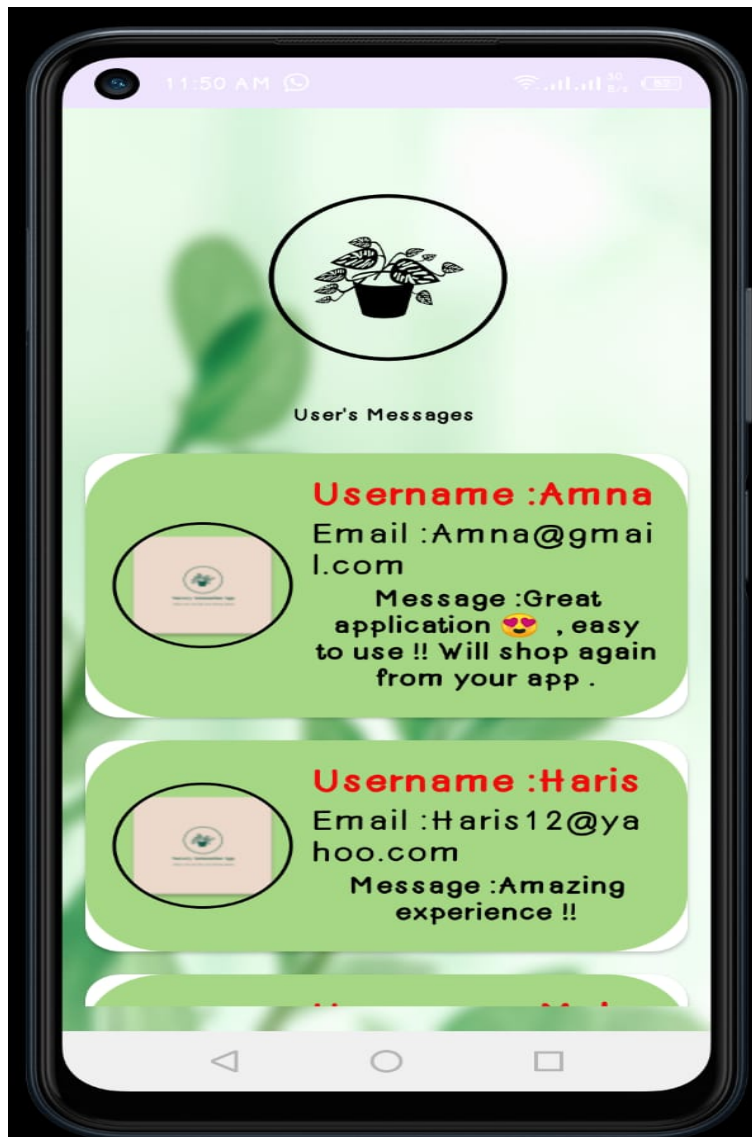 11:50 AM
User's Messages
Username :Amna
Email :Amna@gmai
l.com
Message :Great
application 😍 , easy
to use !! Will shop again
from your app .
Username :Haris
Email :Haris12@ya
hoo.com
Message :Amazing
experience !!